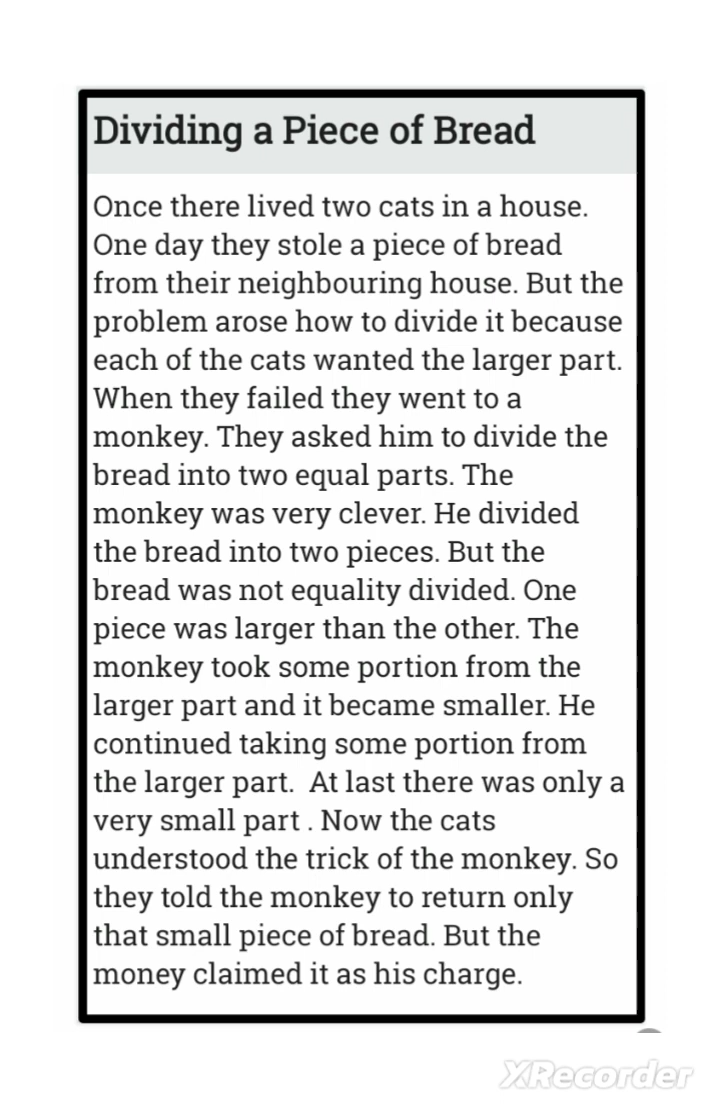 Dividing a Piece of Bread
Once there lived two cats in a house.
One day they stole a piece of bread
from their neighbouring house. But the
problem arose how to divide it because
each of the cats wanted the larger part.
When they failed they went to a
monkey. They asked him to divide the
bread into two equal parts. The
monkey was very clever. He divided
the bread into two pieces. But the
bread was not equality divided. One
piece was larger than the other. The
monkey took some portion from the
larger part and it became smaller. He
continued taking some portion from
the larger part.  At last there was only a
very small part . Now the cats
understood the trick of the monkey. So
they told the monkey to return only
that small piece of bread. But the
money claimed it as his charge.
XRecorder